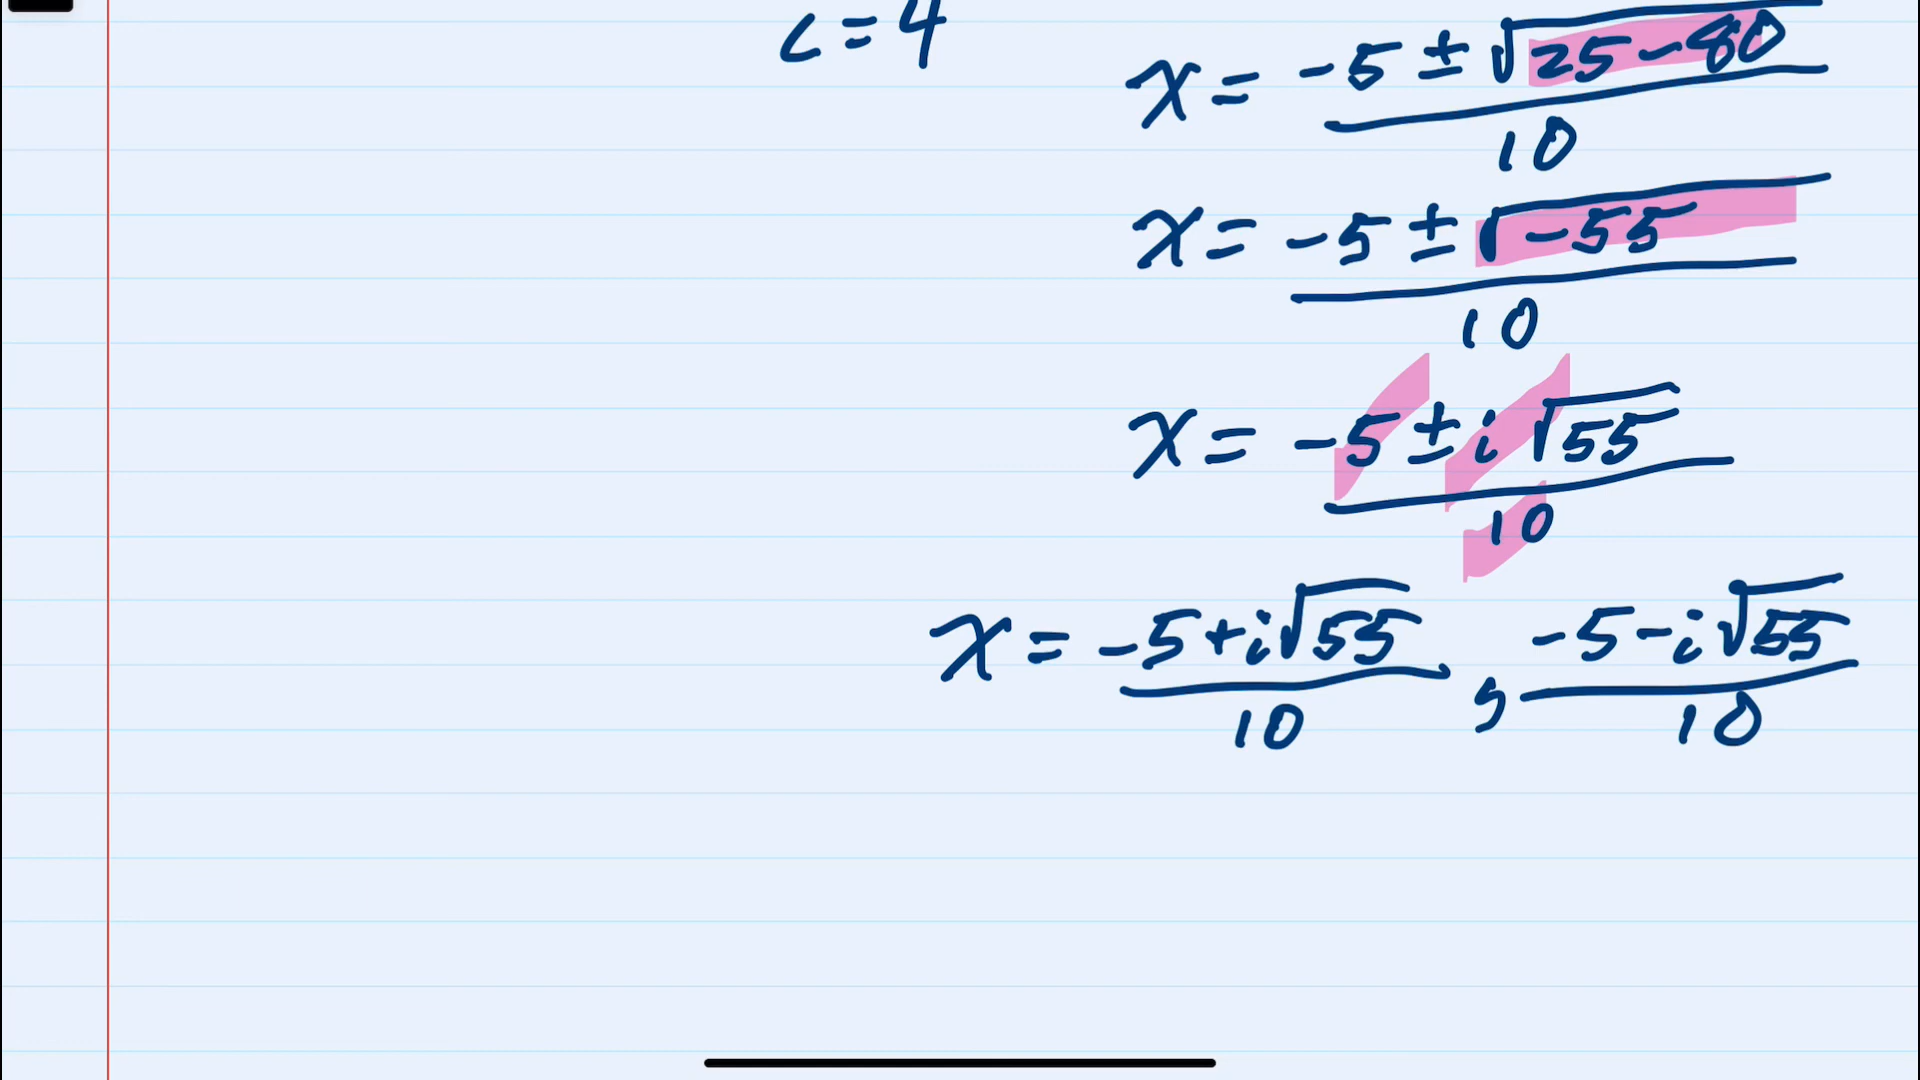 c = 4
x = (-5 ± √(25 - 80)) / 10
x = (-5 ± √(-55)) / 10
x = (-5 ± i√55) / 10
x = (-5 + i√55) / 10 , (-5 - i√55) / 10